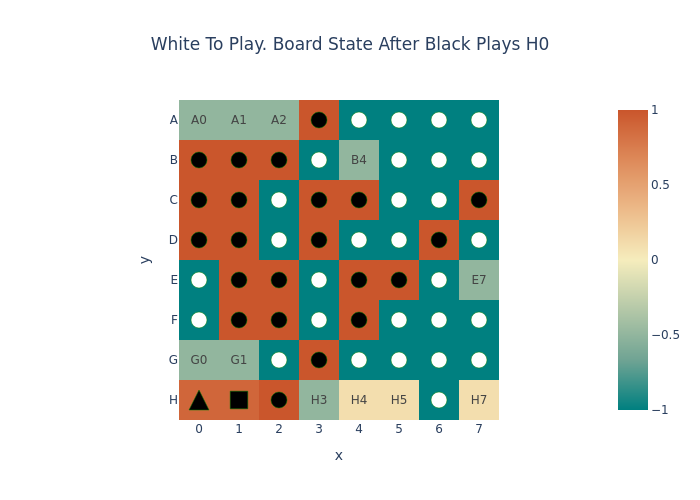 White To Play. Board State After Black Plays H0
A A0 A1 A2
B B4
C
D
E E7
F
G G0 G1
H H3 H4 H5 H7
0 1 2 3 4 5 6 7
x
y
1
0.5
0
−0.5
−1